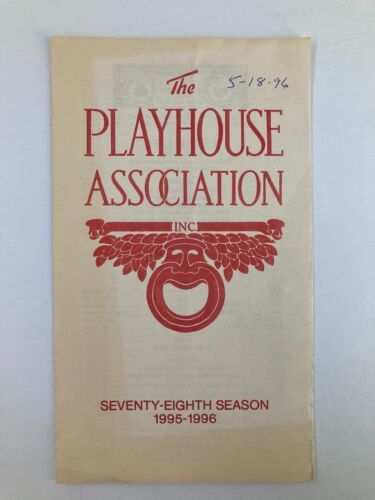 The
5-18-96
PLAYHOUSE
ASSOCIATION
INC.
SEVENTY-EIGHTH SEASON
1995-1996